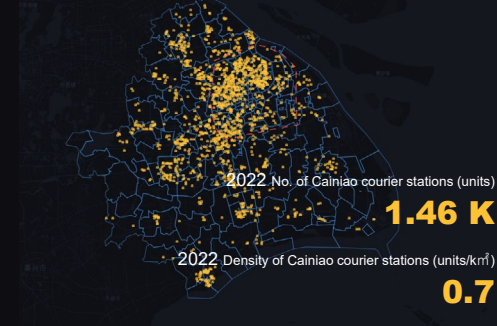 2022 No. of Cainiao courier stations (units)
1.46 K
2022 Density of Cainiao courier stations (units/k㎡)
0.7